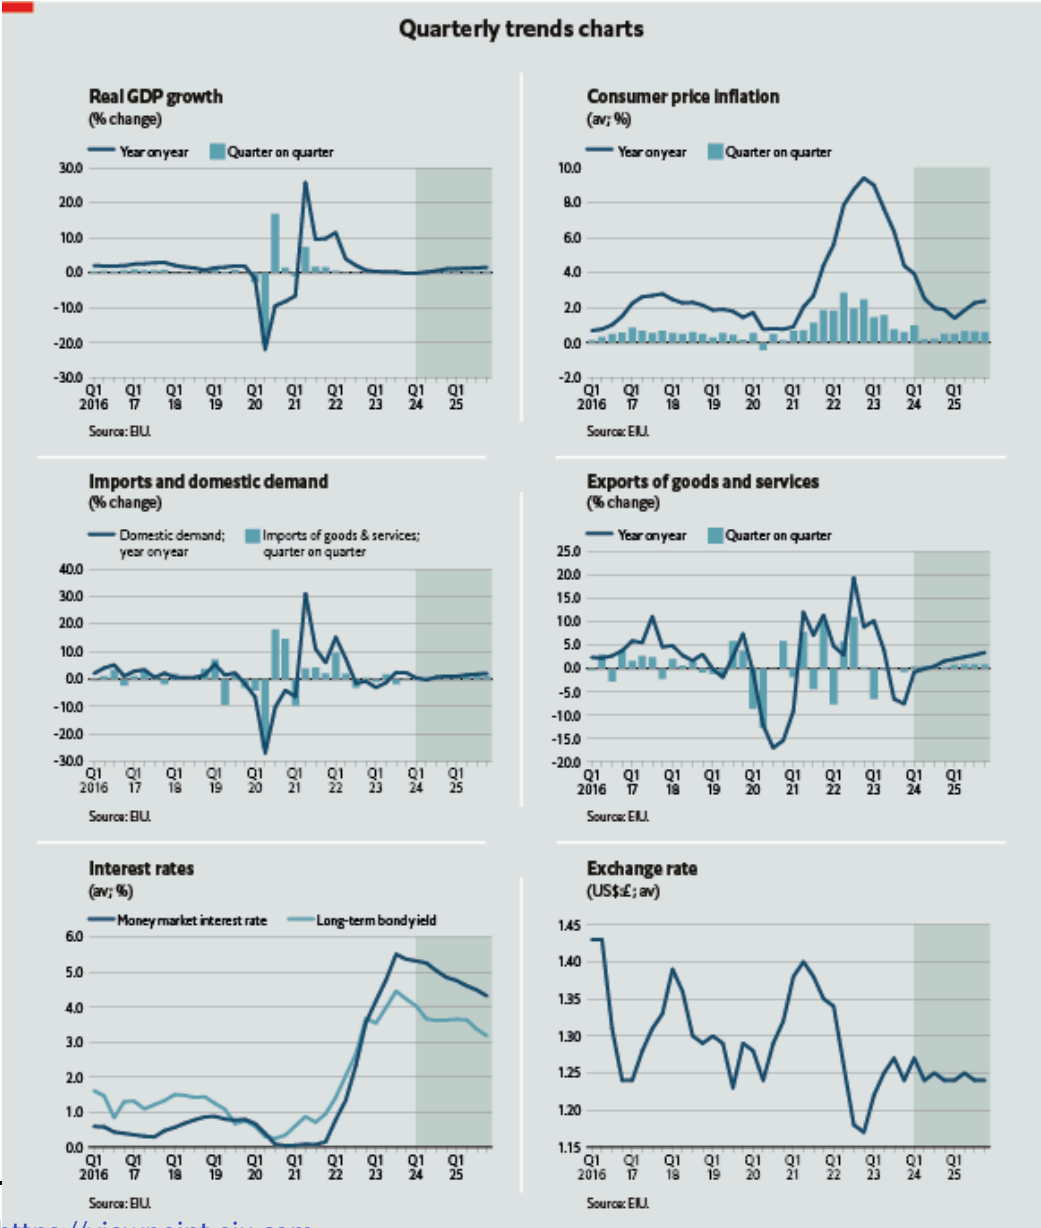 Quarterly trends charts
Real GDP growth
(% change)
Year on year
Quarter on quarter
30.0
20.0
10.0
0.0
-10.0
-20.0
-30.0
Q1 Q1 Q1 Q1 Q1 Q1 Q1 Q1 Q1 Q1
2016 17 18 19 20 21 22 23 24 25
Source: EIU.
Consumer price inflation
(av; %)
Year on year
Quarter on quarter
10.0
8.0
6.0
4.0
2.0
0.0
-2.0
Q1 Q1 Q1 Q1 Q1 Q1 Q1 Q1 Q1 Q1
2016 17 18 19 20 21 22 23 24 25
Source: EIU.
Imports and domestic demand
(% change)
Domestic demand; Imports of goods & services;
year on year quarter on quarter
40.0
30.0
20.0
10.0
0.0
-10.0
-20.0
-30.0
Q1 Q1 Q1 Q1 Q1 Q1 Q1 Q1 Q1 Q1
2016 17 18 19 20 21 22 23 24 25
Source: EIU.
Exports of goods and services
(% change)
Year on year
Quarter on quarter
25.0
20.0
15.0
10.0
5.0
0.0
-5.0
-10.0
-15.0
-20.0
Q1 Q1 Q1 Q1 Q1 Q1 Q1 Q1 Q1 Q1
2016 17 18 19 20 21 22 23 24 25
Source: EIU.
Interest rates
(av; %)
Money market interest rate
Long-term bond yield
6.0
5.0
4.0
3.0
2.0
1.0
0.0
Q1 Q1 Q1 Q1 Q1 Q1 Q1 Q1 Q1 Q1
2016 17 18 19 20 21 22 23 24 25
Source: EIU.
Exchange rate
(US$:£; av)
1.45
1.40
1.35
1.30
1.25
1.20
1.15
Q1 Q1 Q1 Q1 Q1 Q1 Q1 Q1 Q1 Q1
2016 17 18 19 20 21 22 23 24 25
Source: EIU.